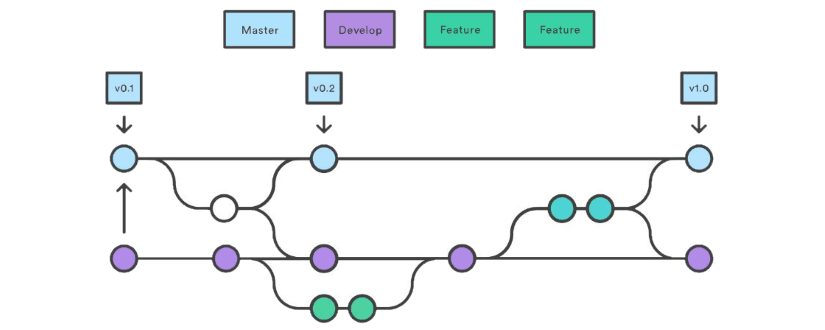 Master
Develop
Feature
Feature
v0.1
v0.2
v1.0